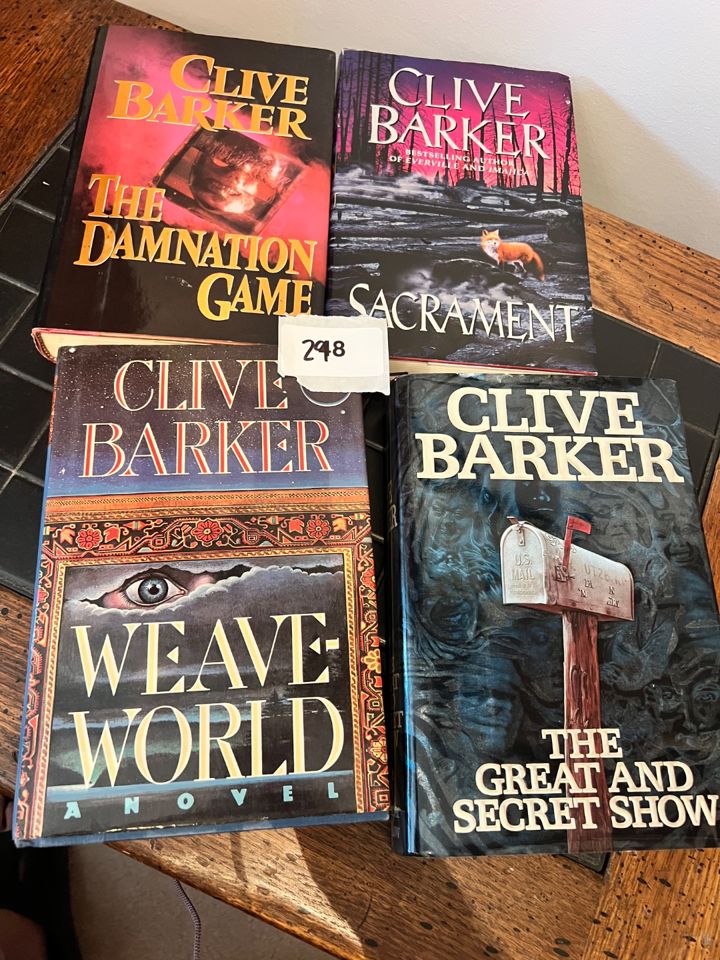 CLIVE
BARKER
THE
DAMNATION
GAME
CLIVE
BARKER
BESTSELLING AUTHOR
OF EVERVILLE AND IMAJICA
SACRAMENT
298
CLIVE
BARKER
WEAVE-
WORLD
A NOVEL
CLIVE
BARKER
U.S.
MAIL
THE
GREAT AND
SECRET SHOW